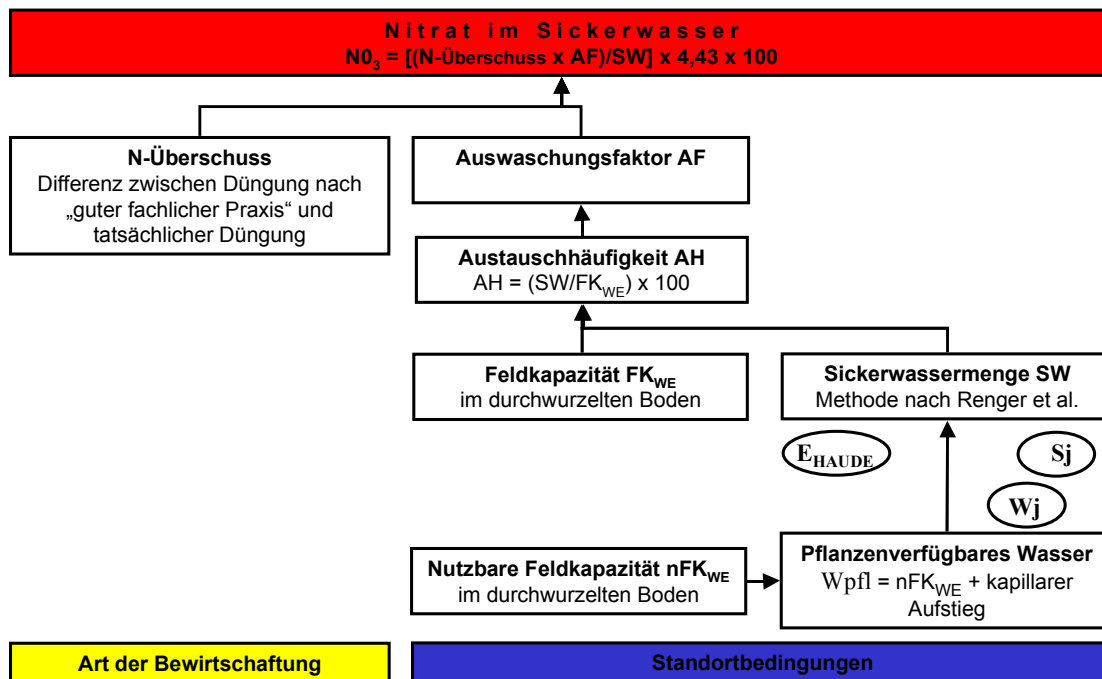 Nitrat im Sickerwasser
N0₃ = [(N-Überschuss x AF)/SW] x 4,43 x 100
N-Überschuss
Differenz zwischen Düngung nach
„guter fachlicher Praxis“ und
tatsächlicher Düngung
Auswaschungsfaktor AF
Austauschhäufigkeit AH
AH = (SW/FK_WE) x 100
Feldkapazität FK_WE
im durchwurzelten Boden
Sickerwassermenge SW
Methode nach Renger et al.
E_HAUDE
Sj
Wj
Nutzbare Feldkapazität nFK_WE
im durchwurzelten Boden
Pflanzenverfügbares Wasser
Wpfl = nFK_WE + kapillarer
Aufstieg
Art der Bewirtschaftung
Standortbedingungen